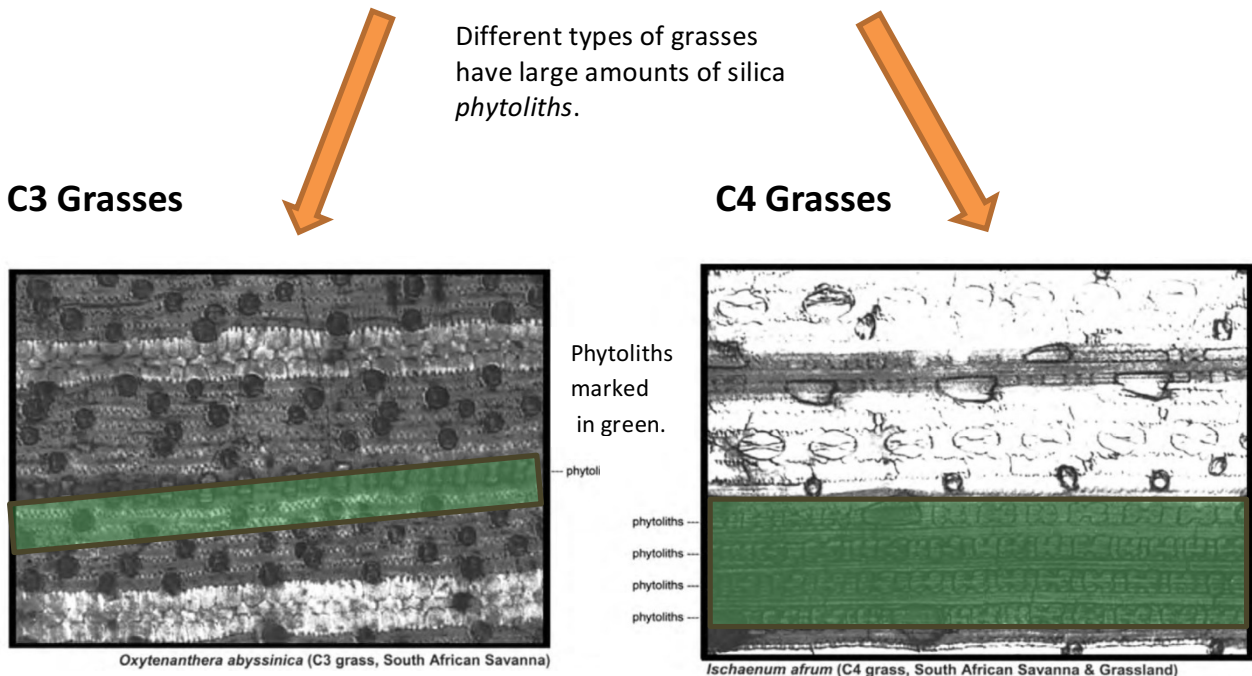 Different types of grasses
have large amounts of silica
phytoliths.
C3 Grasses
C4 Grasses
Phytoliths
marked
in green.
phytoli
phytoliths
phytoliths
phytoliths
phytoliths
Oxytenanthera abyssinica (C3 grass, South African Savanna)
Ischaenum afrum (C4 grass, South African Savanna & Grassland)